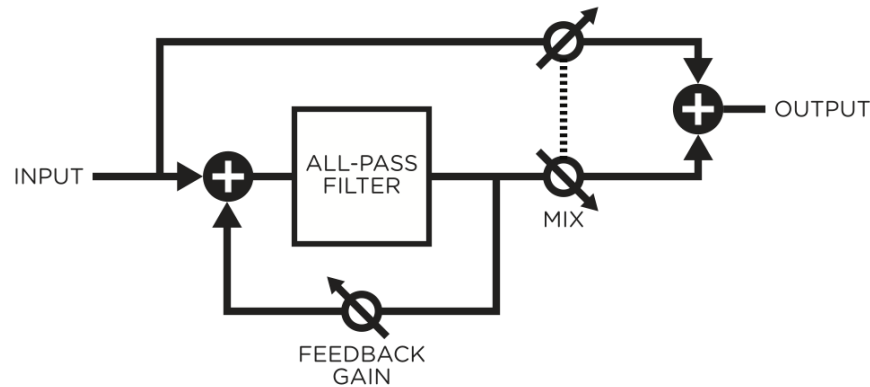 INPUT
ALL-PASS
FILTER
MIX
OUTPUT
FEEDBACK
GAIN